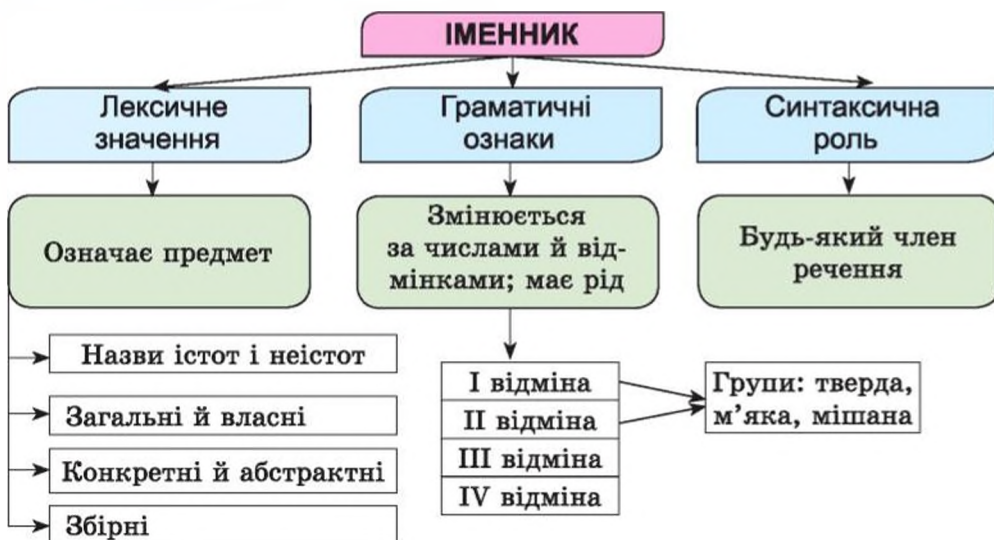 ІМЕННИК
Лексичне
значення
Граматичні
ознаки
Синтаксична
роль
Означає предмет
Змінюється
за числами й від-
мінками; має рід
Будь-який член
речення
Назви істот і неістот
Загальні й власні
Конкретні й абстрактні
Збірні
І відміна
ІІ відміна
ІІІ відміна
IV відміна
Групи: тверда,
м’яка, мішана